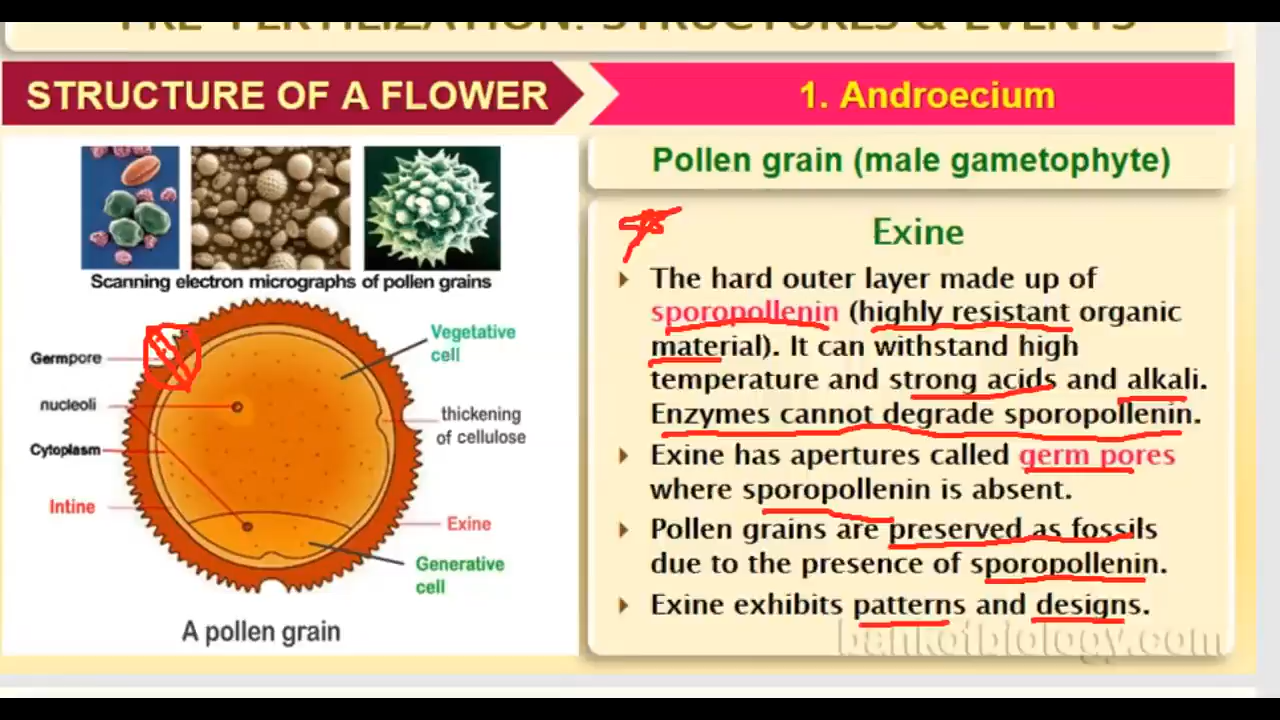 PRE-FERTILIZATION: STRUCTURES & EVENTS
STRUCTURE OF A FLOWER
1. Androecium
Scanning electron micrographs of pollen grains
Germpore
nucleoli
Cytoplasm
Intine
Vegetative
cell
thickening
of cellulose
Exine
Generative
cell
A pollen grain
Pollen grain (male gametophyte)
Exine
The hard outer layer made up of
sporopollenin (highly resistant organic
material). It can withstand high
temperature and strong acids and alkali.
Enzymes cannot degrade sporopollenin.
Exine has apertures called germ pores
where sporopollenin is absent.
Pollen grains are preserved as fossils
due to the presence of sporopollenin.
Exine exhibits patterns and designs.
bankofbiology.com